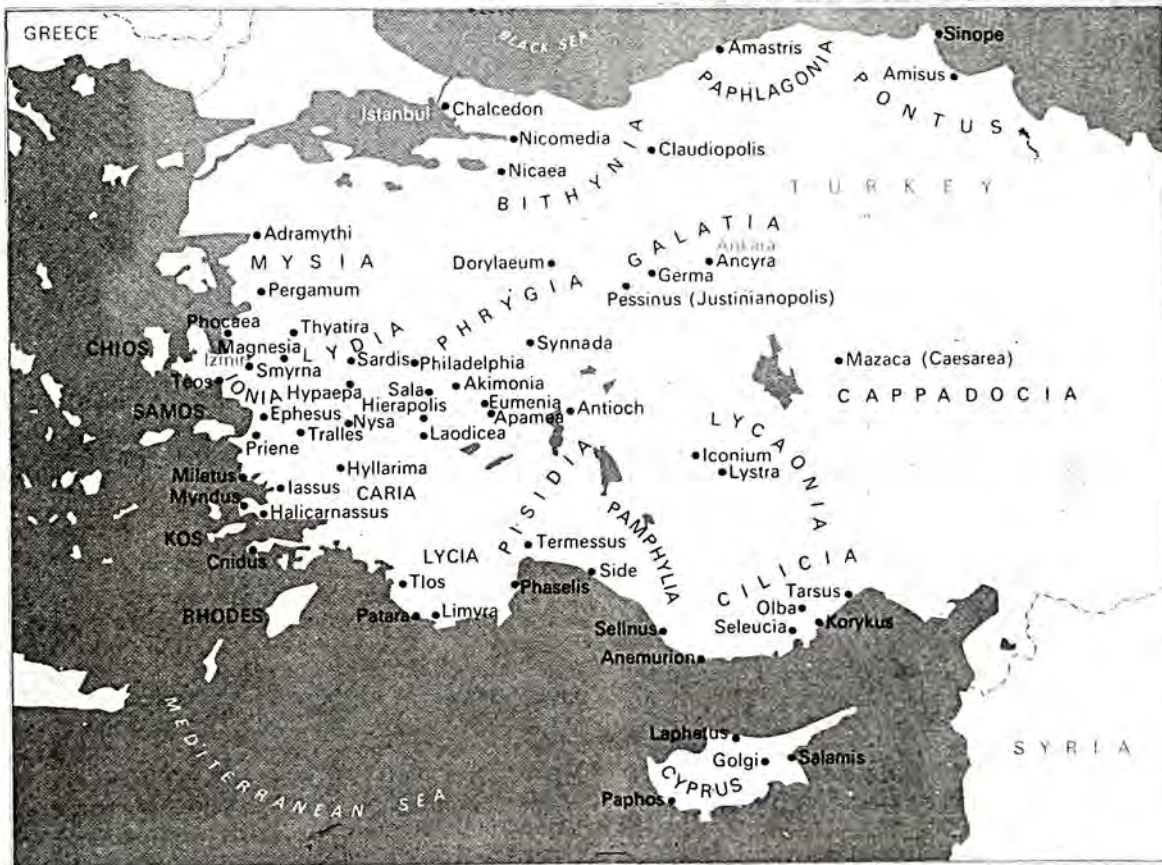 GREECE
BLACK SEA
Sinope
Amastris
PAPHLAGONIA
Amisus
PONTUS
Istanbul
Chalcedon
Nicomedia
Claudiopolis
Nicaea
BITHYNIA
TURKEY
Adramythi
MYSIA
Dorylaeum
GALATIA
Ankara
Ancyra
Germa
Pergamum
PHRYGIA
Pessinus (Justinianopolis)
Phocaea
Thyatira
CHIOS
Magnesia
LYDIA
Synnada
Izmir
Smyrna
Sardis
Philadelphia
Mazaca (Caesarea)
Teos
IONIA
Hypaepa
Sala
Akimonia
CAPPADOCIA
SAMOS
Ephesus
Hierapolis
Eumenia
Apamea
Antioch
Nysa
Priene
Tralles
Laodicea
LYCAONIA
Iconium
Lystra
Miletus
Hyllarima
PISIDIA
Iassus
CARIA
Myndus
Halicarnassus
PAMPHYLIA
KOS
Cnidus
LYCIA
Termessus
Side
CILICIA
Tarsus
Tlos
Phaselis
Olba
RHODES
Patara
Limyra
Selinus
Seleucia
Korykus
Anemurion
MEDITERRANEAN SEA
Laphetus
Golgi
Salamis
CYPRUS
Paphos
SYRIA